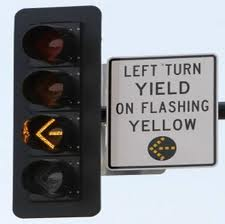 LEFT TURN
YIELD
ON FLASHING
YELLOW